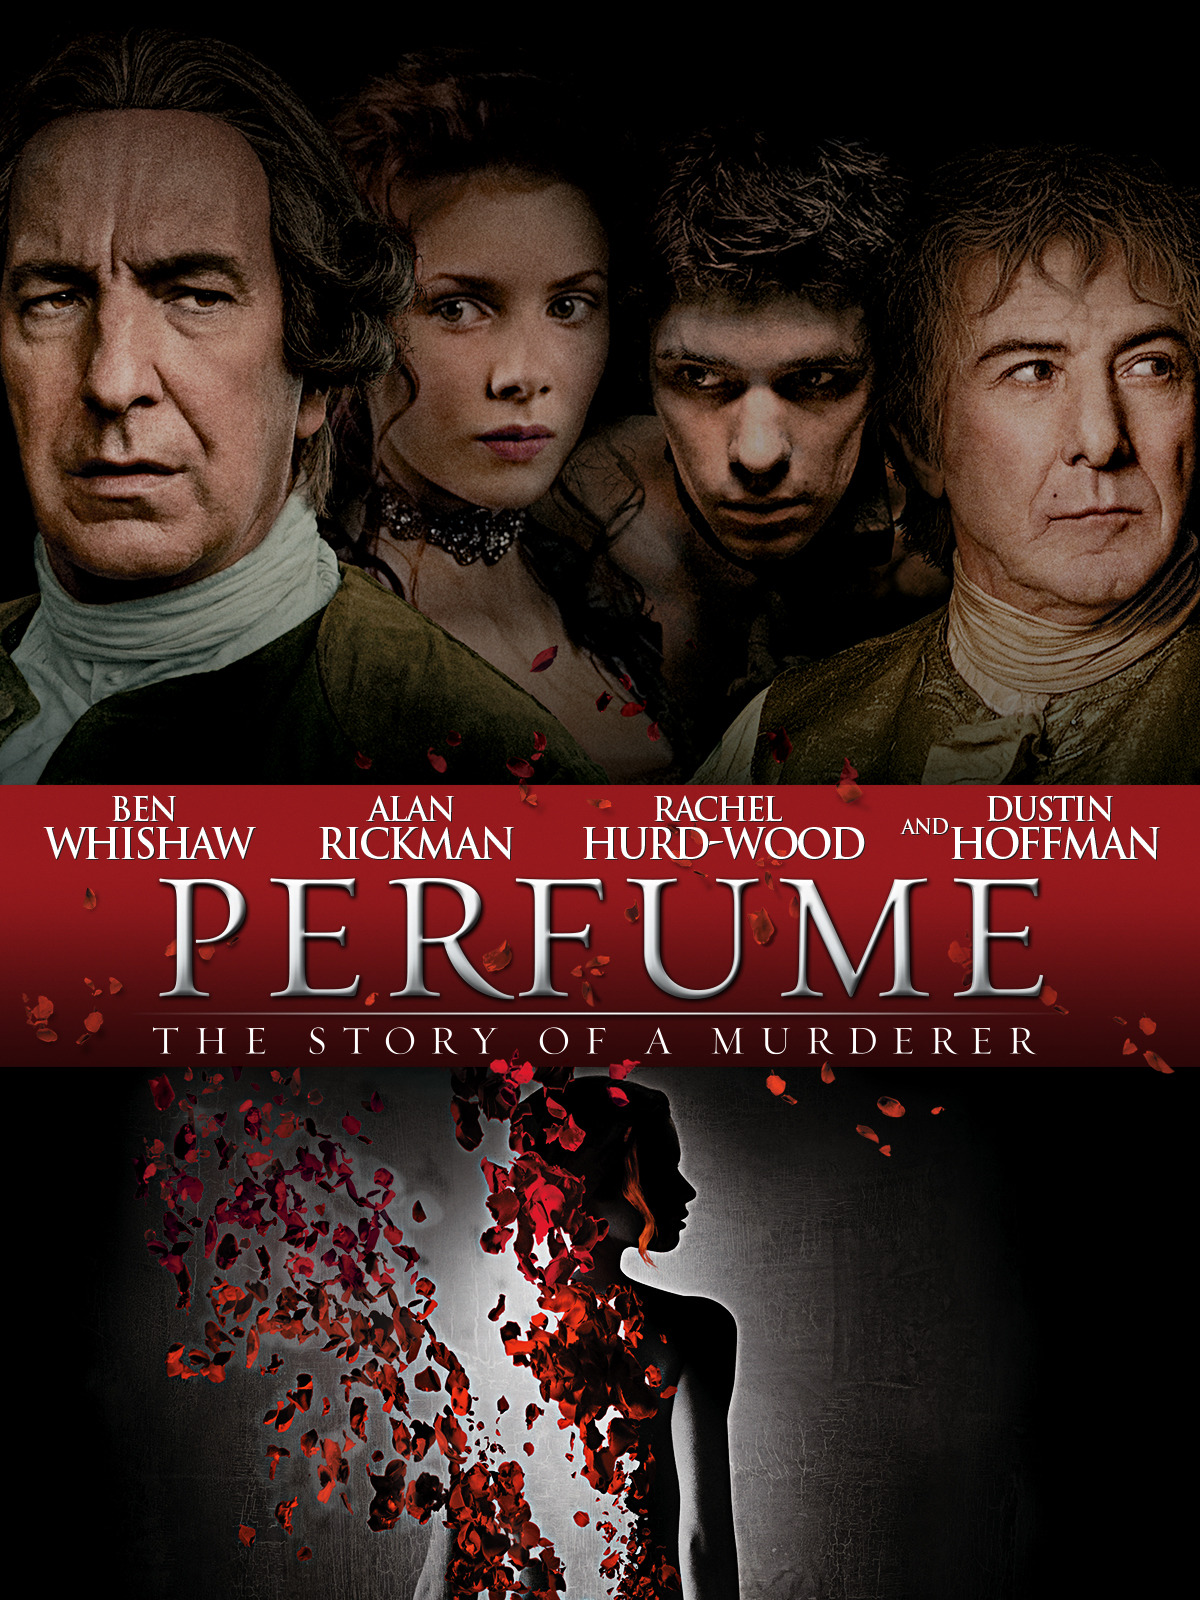 BEN ALAN RACHEL DUSTIN
WHISHAW RICKMAN HURD-WOOD AND HOFFMAN
PERFUME
THE STORY OF A MURDERER